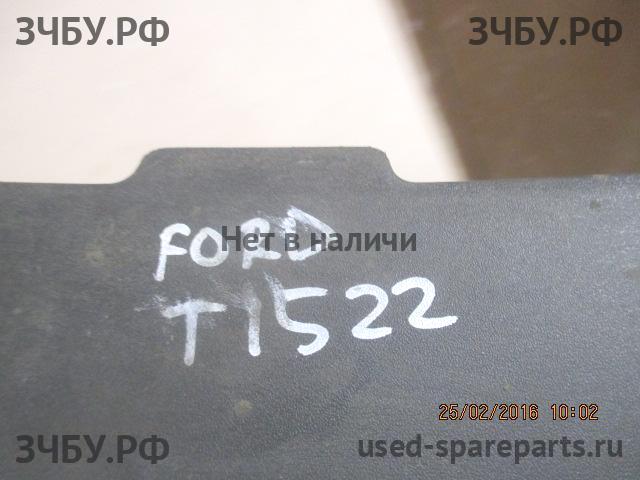 ЗЧБУ.РФ ЗЧБУ.РФ
FORD
Нет в наличи
T1522
25/02/2016 10:02
ЗЧБУ.РФ used-spareparts.ru